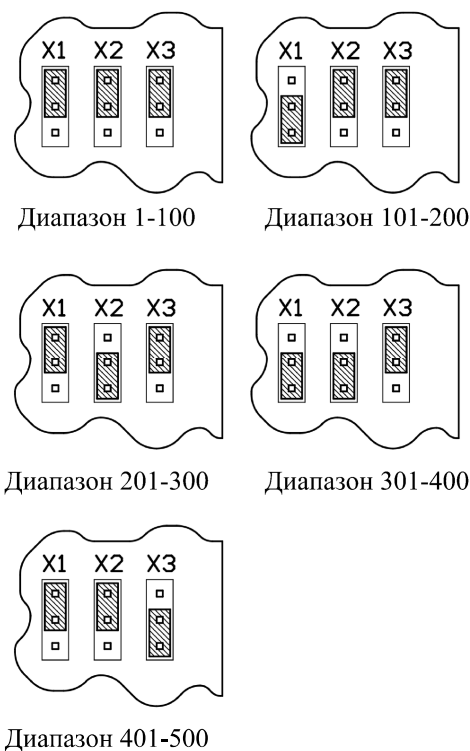 X1 X2 X3
Диапазон 1-100
X1 X2 X3
Диапазон 101-200
X1 X2 X3
Диапазон 201-300
X1 X2 X3
Диапазон 301-400
X1 X2 X3
Диапазон 401-500